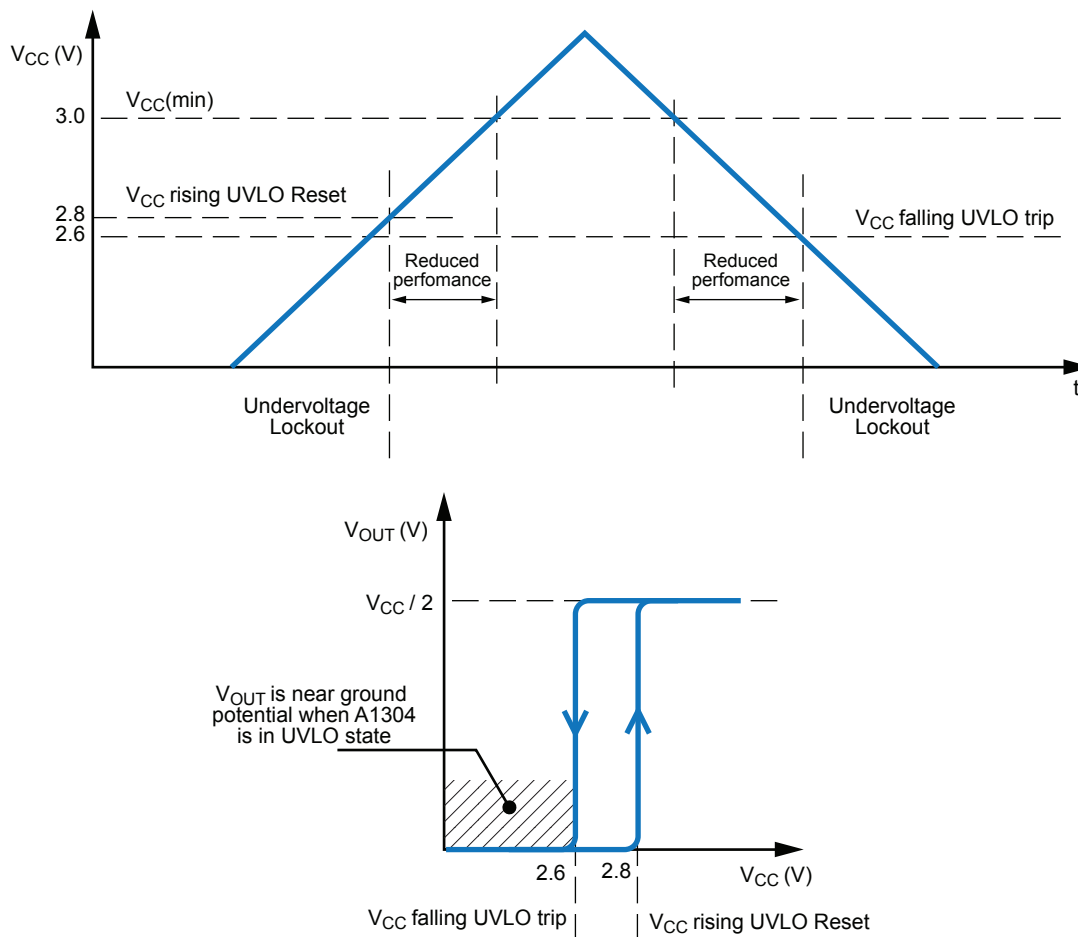 VCC (V)
VCC(min)
3.0
VCC rising UVLO Reset
2.8
2.6
VCC falling UVLO trip
Reduced
perfomance
Reduced
perfomance
t
Undervoltage
Lockout
Undervoltage
Lockout
VOUT (V)
VCC / 2
VOUT is near ground
potential when A1304
is in UVLO state
2.6
2.8
VCC (V)
VCC falling UVLO trip
VCC rising UVLO Reset